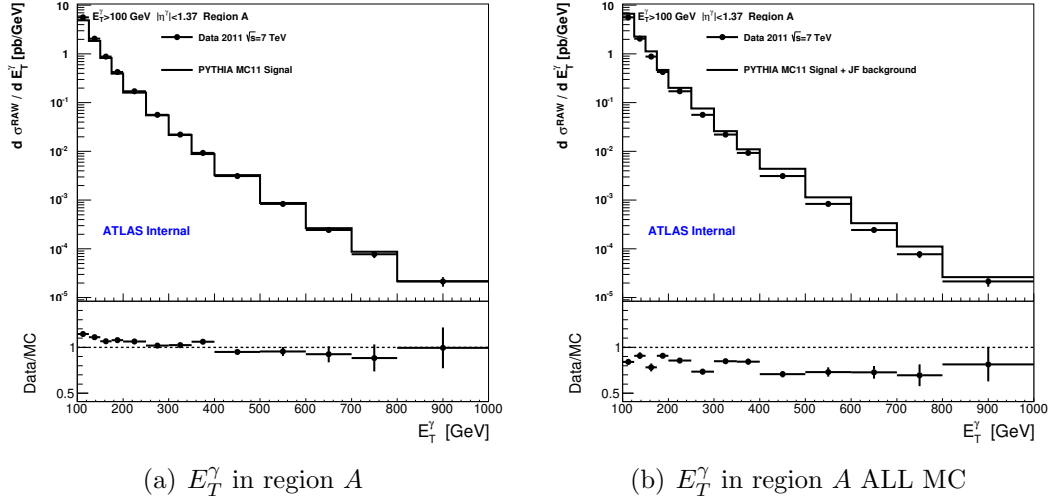 E_T^γ>100 GeV |η^γ|<1.37 Region A
Data 2011 √s=7 TeV
PYTHIA MC11 Signal
ATLAS Internal
d σ^RAW / d E_T^γ [pb/GeV]
10
1
10^-1
10^-2
10^-3
10^-4
10^-5
Data/MC
1
0.5
100 200 300 400 500 600 700 800 900 1000
E_T^γ [GeV]
(a) E_T^γ in region A
E_T^γ>100 GeV |η^γ|<1.37 Region A
Data 2011 √s=7 TeV
PYTHIA MC11 Signal + JF background
ATLAS Internal
d σ^RAW / d E_T^γ [pb/GeV]
10
1
10^-1
10^-2
10^-3
10^-4
10^-5
Data/MC
1
0.5
100 200 300 400 500 600 700 800 900 1000
E_T^γ [GeV]
(b) E_T^γ in region A ALL MC